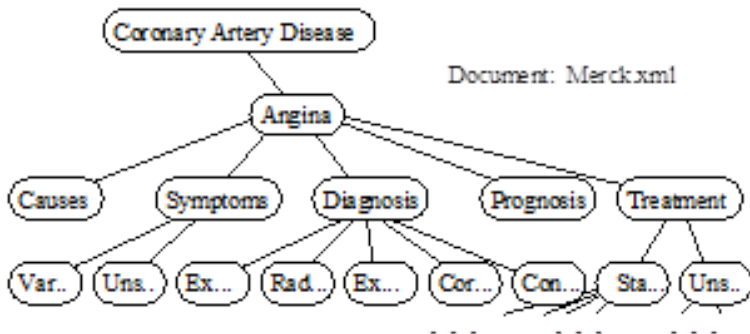 Coronary Artery Disease
Document: Merck.xml
Angina
Causes Symptoms Diagnosis Prognosis Treatment
Var.. Uns.. Ex... Rad... Ex... Cor... Con... Sta... Uns..